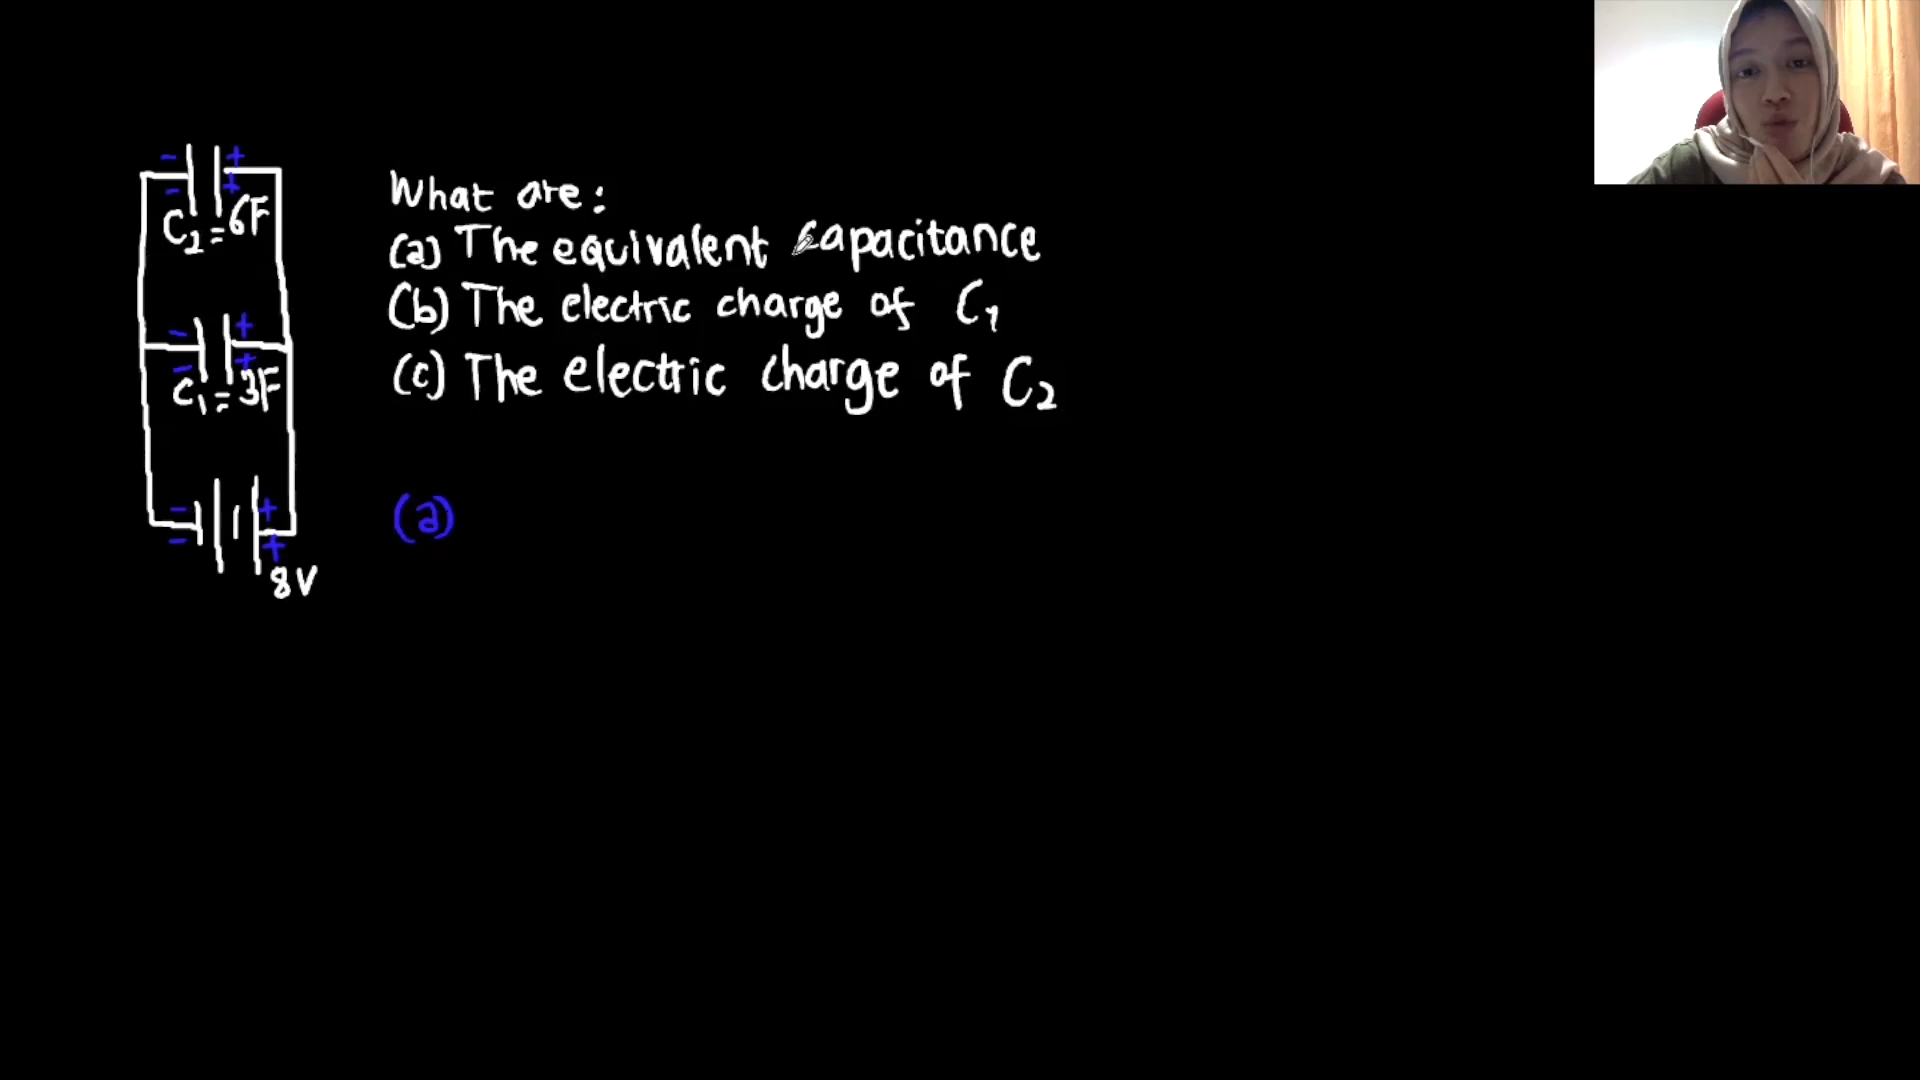 C₂=6F
C₁=3F
8V
What are:
(a) The equivalent capacitance
(b) The electric charge of C₁
(c) The electric charge of C₂
(a)